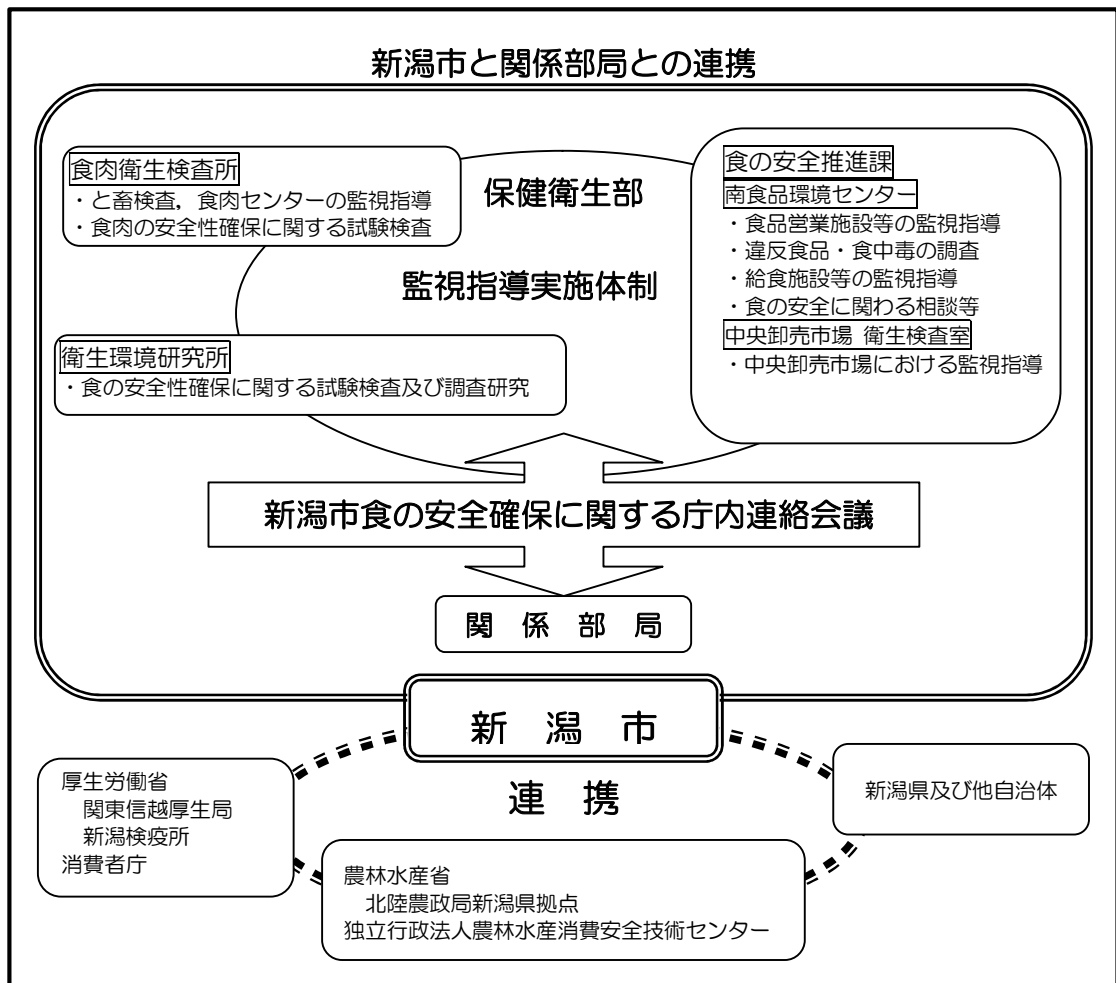 新潟市と関係部局との連携
食肉衛生検査所
・と畜検査，食肉センターの監視指導
・食肉の安全性確保に関する試験検査
保健衛生部
監視指導実施体制
食の安全推進課
南食品環境センター
・食品営業施設等の監視指導
・違反食品・食中毒の調査
・給食施設等の監視指導
・食の安全に関わる相談等
中央卸売市場 衛生検査室
・中央卸売市場における監視指導
衛生環境研究所
・食の安全性確保に関する試験検査及び調査研究
新潟市食の安全確保に関する庁内連絡会議
関 係 部 局
新 潟 市
連 携
厚生労働省
関東信越厚生局
新潟検疫所
消費者庁
農林水産省
北陸農政局新潟県拠点
独立行政法人農林水産消費安全技術センター
新潟県及び他自治体